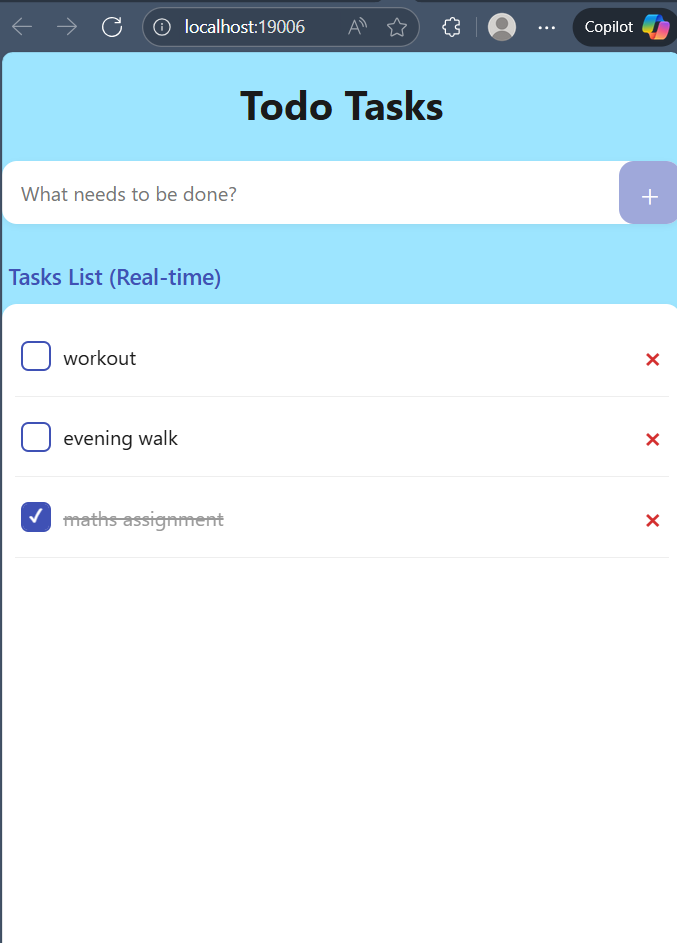 localhost:19006
Copilot
Todo Tasks
What needs to be done?
+
Tasks List (Real-time)
workout
evening walk
maths assignment